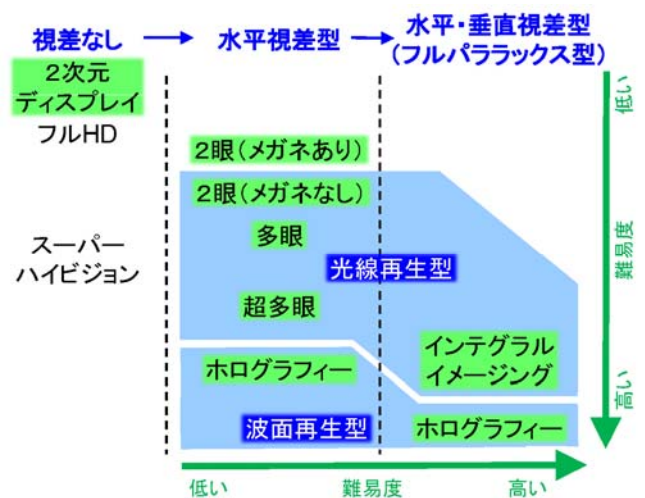 視差なし → 水平視差型 → 水平・垂直視差型
(フルパララックス型)
2次元
ディスプレイ
フルHD
スーパー
ハイビジョン
2眼(メガネあり)
2眼(メガネなし)
多眼
光線再生型
超多眼
インテグラル
イメージング
ホログラフィー
波面再生型
ホログラフィー
低い
難易度
高い
低い 難易度 高い